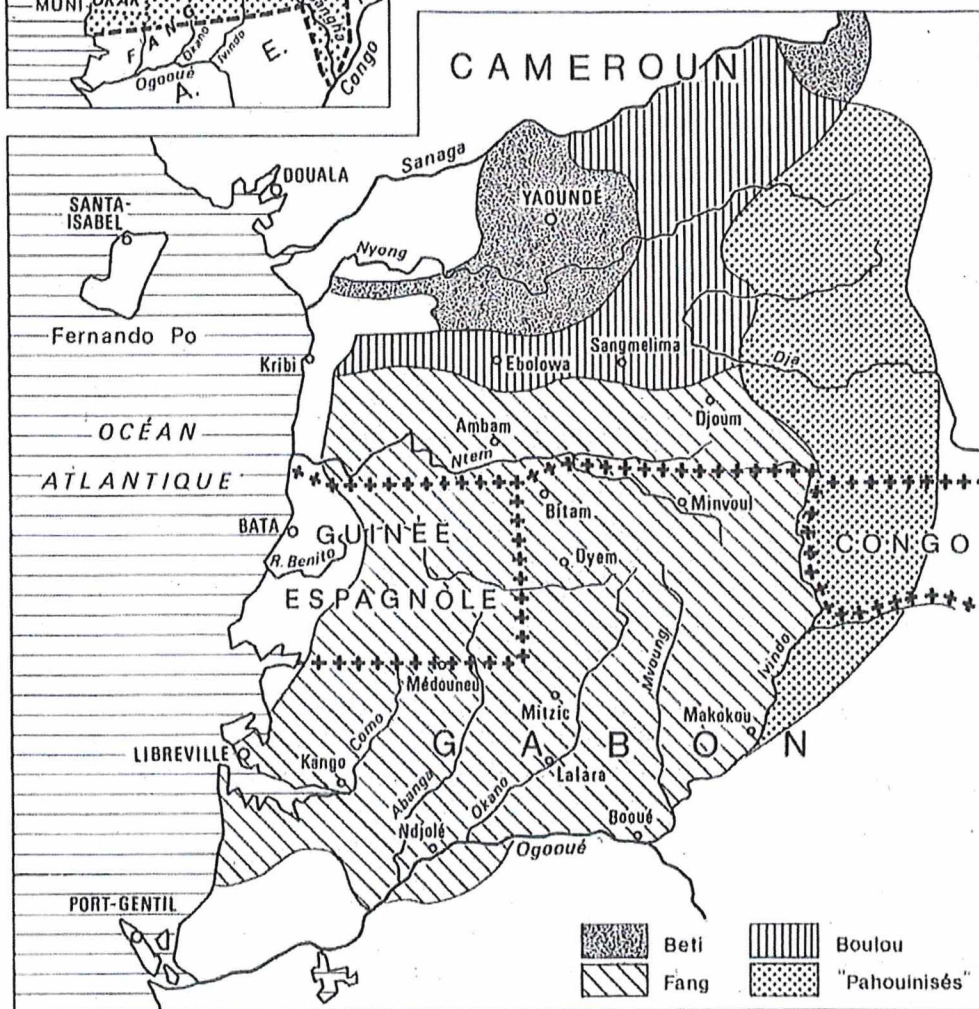 MUNI
F A N G
Okano
Ivindo
Ogooué
A.
E.
Sangha
Congo
CAMEROUN
Sanaga
DOUALA
SANTA-
ISABEL
YAOUNDÉ
Nyong
Fernando Po
Kribi
Ebolowa
Sangmelima
Dja
OCÉAN
ATLANTIQUE
Ambam
Djoum
Ntem
Bitam
Minvoul
BATA
GUINÉE
CONGO
R. Benito
Oyem
ESPAGNOLE
Mvoung
Ivindo
Médouneu
Mitzic
Makokou
LIBREVILLE
Como
GABON
Kango
Abanga
Okano
Lalara
Ndjolé
Booué
Ogooué
PORT-GENTIL
Beti
Boulou
Fang
"Pahouinisés"